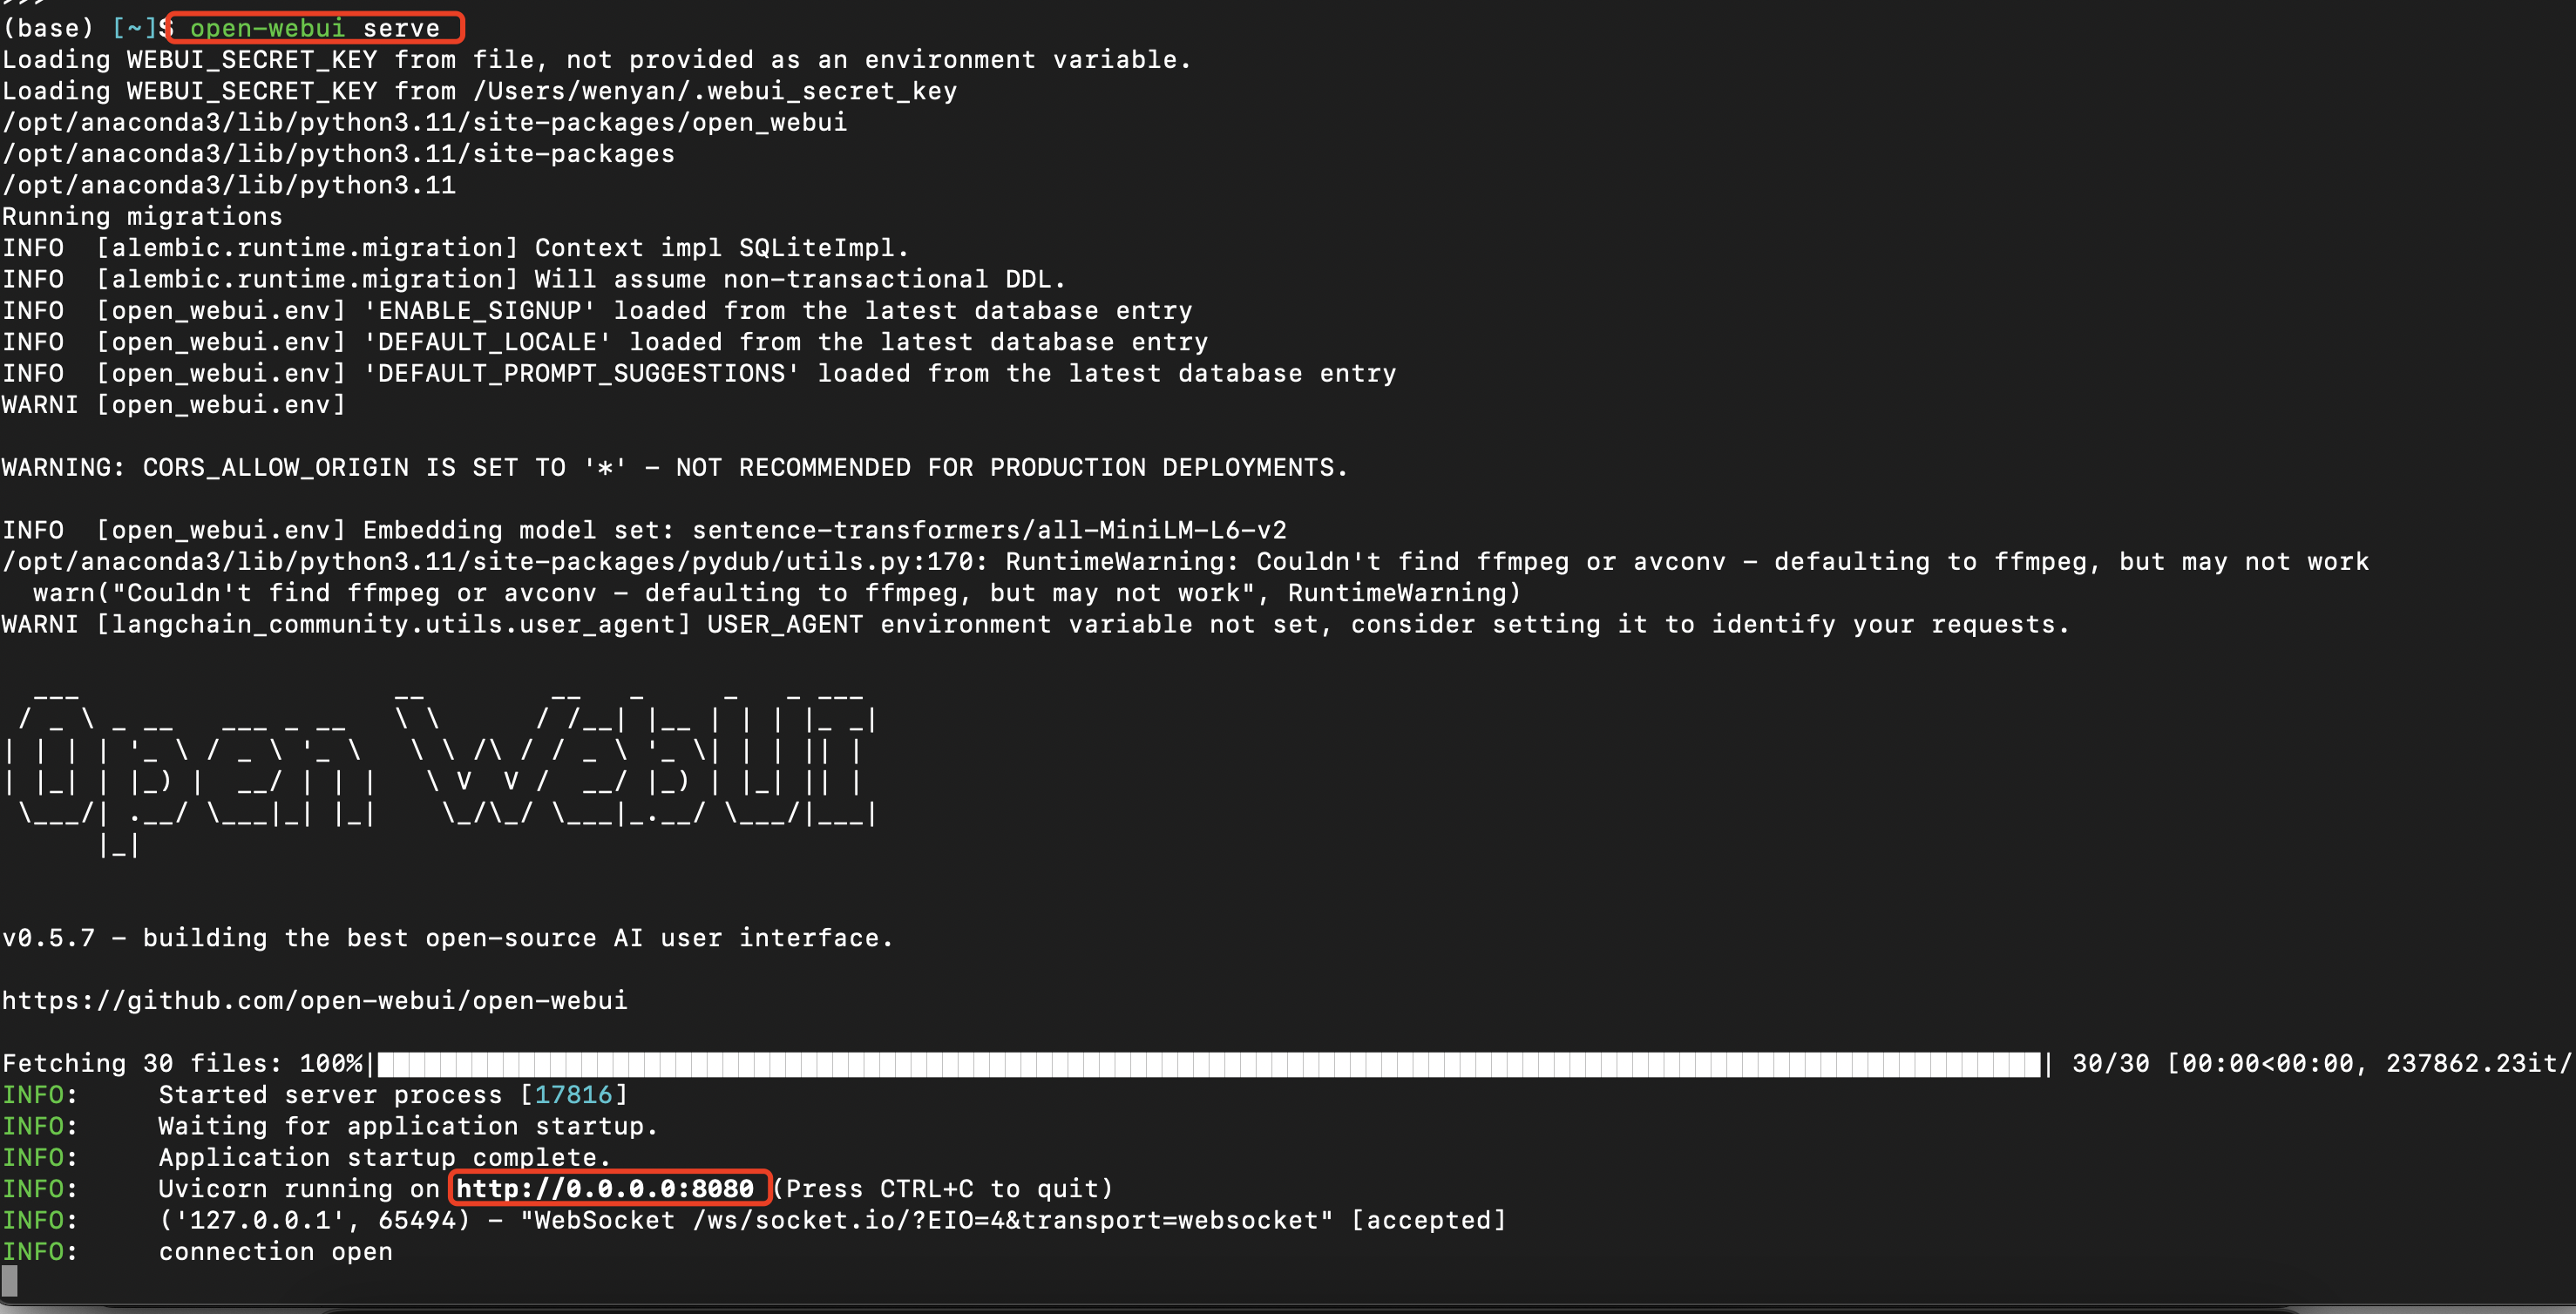 >>>
(base) [~]$ open-webui serve
Loading WEBUI_SECRET_KEY from file, not provided as an environment variable.
Loading WEBUI_SECRET_KEY from /Users/wenyan/.webui_secret_key
/opt/anaconda3/lib/python3.11/site-packages/open_webui
/opt/anaconda3/lib/python3.11/site-packages
/opt/anaconda3/lib/python3.11
Running migrations
INFO  [alembic.runtime.migration] Context impl SQLiteImpl.
INFO  [alembic.runtime.migration] Will assume non-transactional DDL.
INFO  [open_webui.env] 'ENABLE_SIGNUP' loaded from the latest database entry
INFO  [open_webui.env] 'DEFAULT_LOCALE' loaded from the latest database entry
INFO  [open_webui.env] 'DEFAULT_PROMPT_SUGGESTIONS' loaded from the latest database entry
WARNI [open_webui.env]
WARNING: CORS_ALLOW_ORIGIN IS SET TO '*' - NOT RECOMMENDED FOR PRODUCTION DEPLOYMENTS.
INFO  [open_webui.env] Embedding model set: sentence-transformers/all-MiniLM-L6-v2
/opt/anaconda3/lib/python3.11/site-packages/pydub/utils.py:170: RuntimeWarning: Couldn't find ffmpeg or avconv - defaulting to ffmpeg, but may not work
  warn("Couldn't find ffmpeg or avconv - defaulting to ffmpeg, but may not work", RuntimeWarning)
WARNI [langchain_community.utils.user_agent] USER_AGENT environment variable not set, consider setting it to identify your requests.
Open WebUI
v0.5.7 - building the best open-source AI user interface.
https://github.com/open-webui/open-webui
Fetching 30 files: 100%| | 30/30 [00:00<00:00, 237862.23it/
INFO:     Started server process [17816]
INFO:     Waiting for application startup.
INFO:     Application startup complete.
INFO:     Uvicorn running on http://0.0.0.0:8080 (Press CTRL+C to quit)
INFO:     ('127.0.0.1', 65494) - "WebSocket /ws/socket.io/?EIO=4&transport=websocket" [accepted]
INFO:     connection open